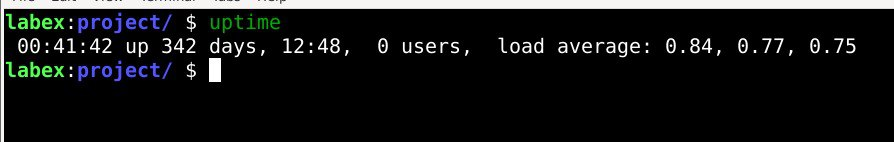 labex:project/ $ uptime
 00:41:42 up 342 days, 12:48,  0 users,  load average: 0.84, 0.77, 0.75
labex:project/ $